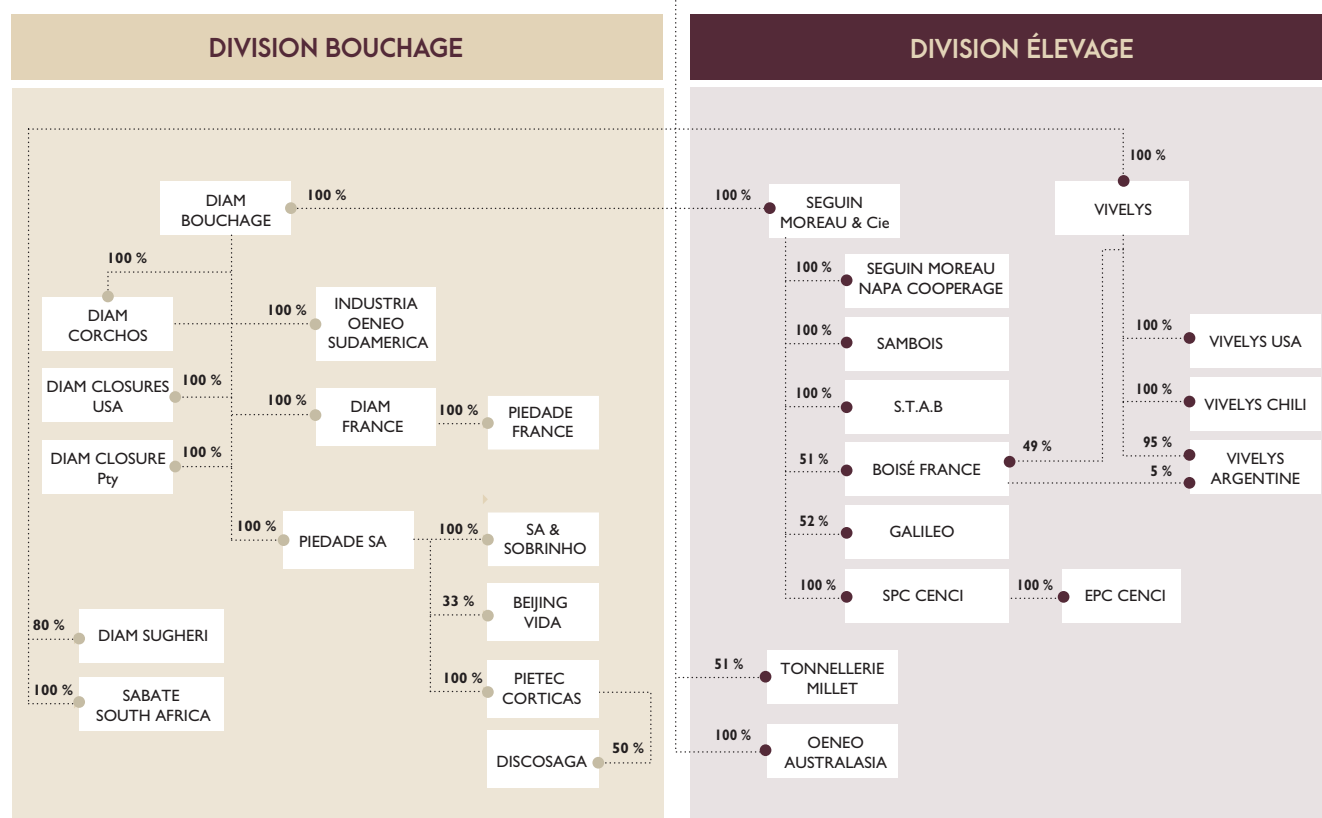 DIVISION BOUCHAGE
DIAM
BOUCHAGE
100 %
100 %
DIAM
CORCHOS
100 %
INDUSTRIA
OENEO
SUDAMERICA
DIAM CLOSURES
USA
100 %
100 %
DIAM
FRANCE
100 %
PIEDADE
FRANCE
DIAM CLOSURE
Pty
100 %
100 %
PIEDADE SA
100 %
SA &
SOBRINHO
33 %
BEIJING
VIDA
80 %
DIAM SUGHERI
100 %
PIETEC
CORTICAS
100 %
SABATE
SOUTH AFRICA
DISCOSAGA
50 %
DIVISION ÉLEVAGE
100 %
100 %
SEGUIN
MOREAU & Cie
VIVELYS
100 %
SEGUIN MOREAU
NAPA COOPERAGE
100 %
SAMBOIS
100 %
VIVELYS USA
100 %
S.T.A.B
100 %
VIVELYS CHILI
51 %
BOISÉ FRANCE
49 %
95 %
5 %
VIVELYS
ARGENTINE
52 %
GALILEO
100 %
SPC CENCI
100 %
EPC CENCI
51 %
TONNELLERIE
MILLET
100 %
OENEO
AUSTRALASIA